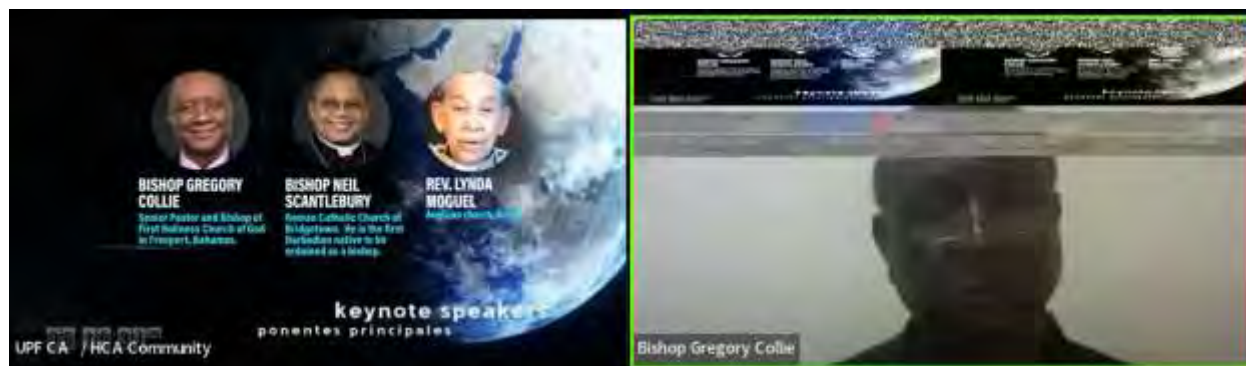 BISHOP GREGORY
COLLIE
Senior Pastor and Bishop of
First Holiness Church of God
in Freeport, Bahamas.
BISHOP NEIL
SCANTLEBURY
Roman Catholic Church of
Bridgetown. He is the first
Barbadian native to be
ordained as a bishop.
REV. LYNDA
MOGUEL
Anglican church,
keynote speakers
ponentes principales
UPF CA / HCA Community
Bishop Gregory Collie